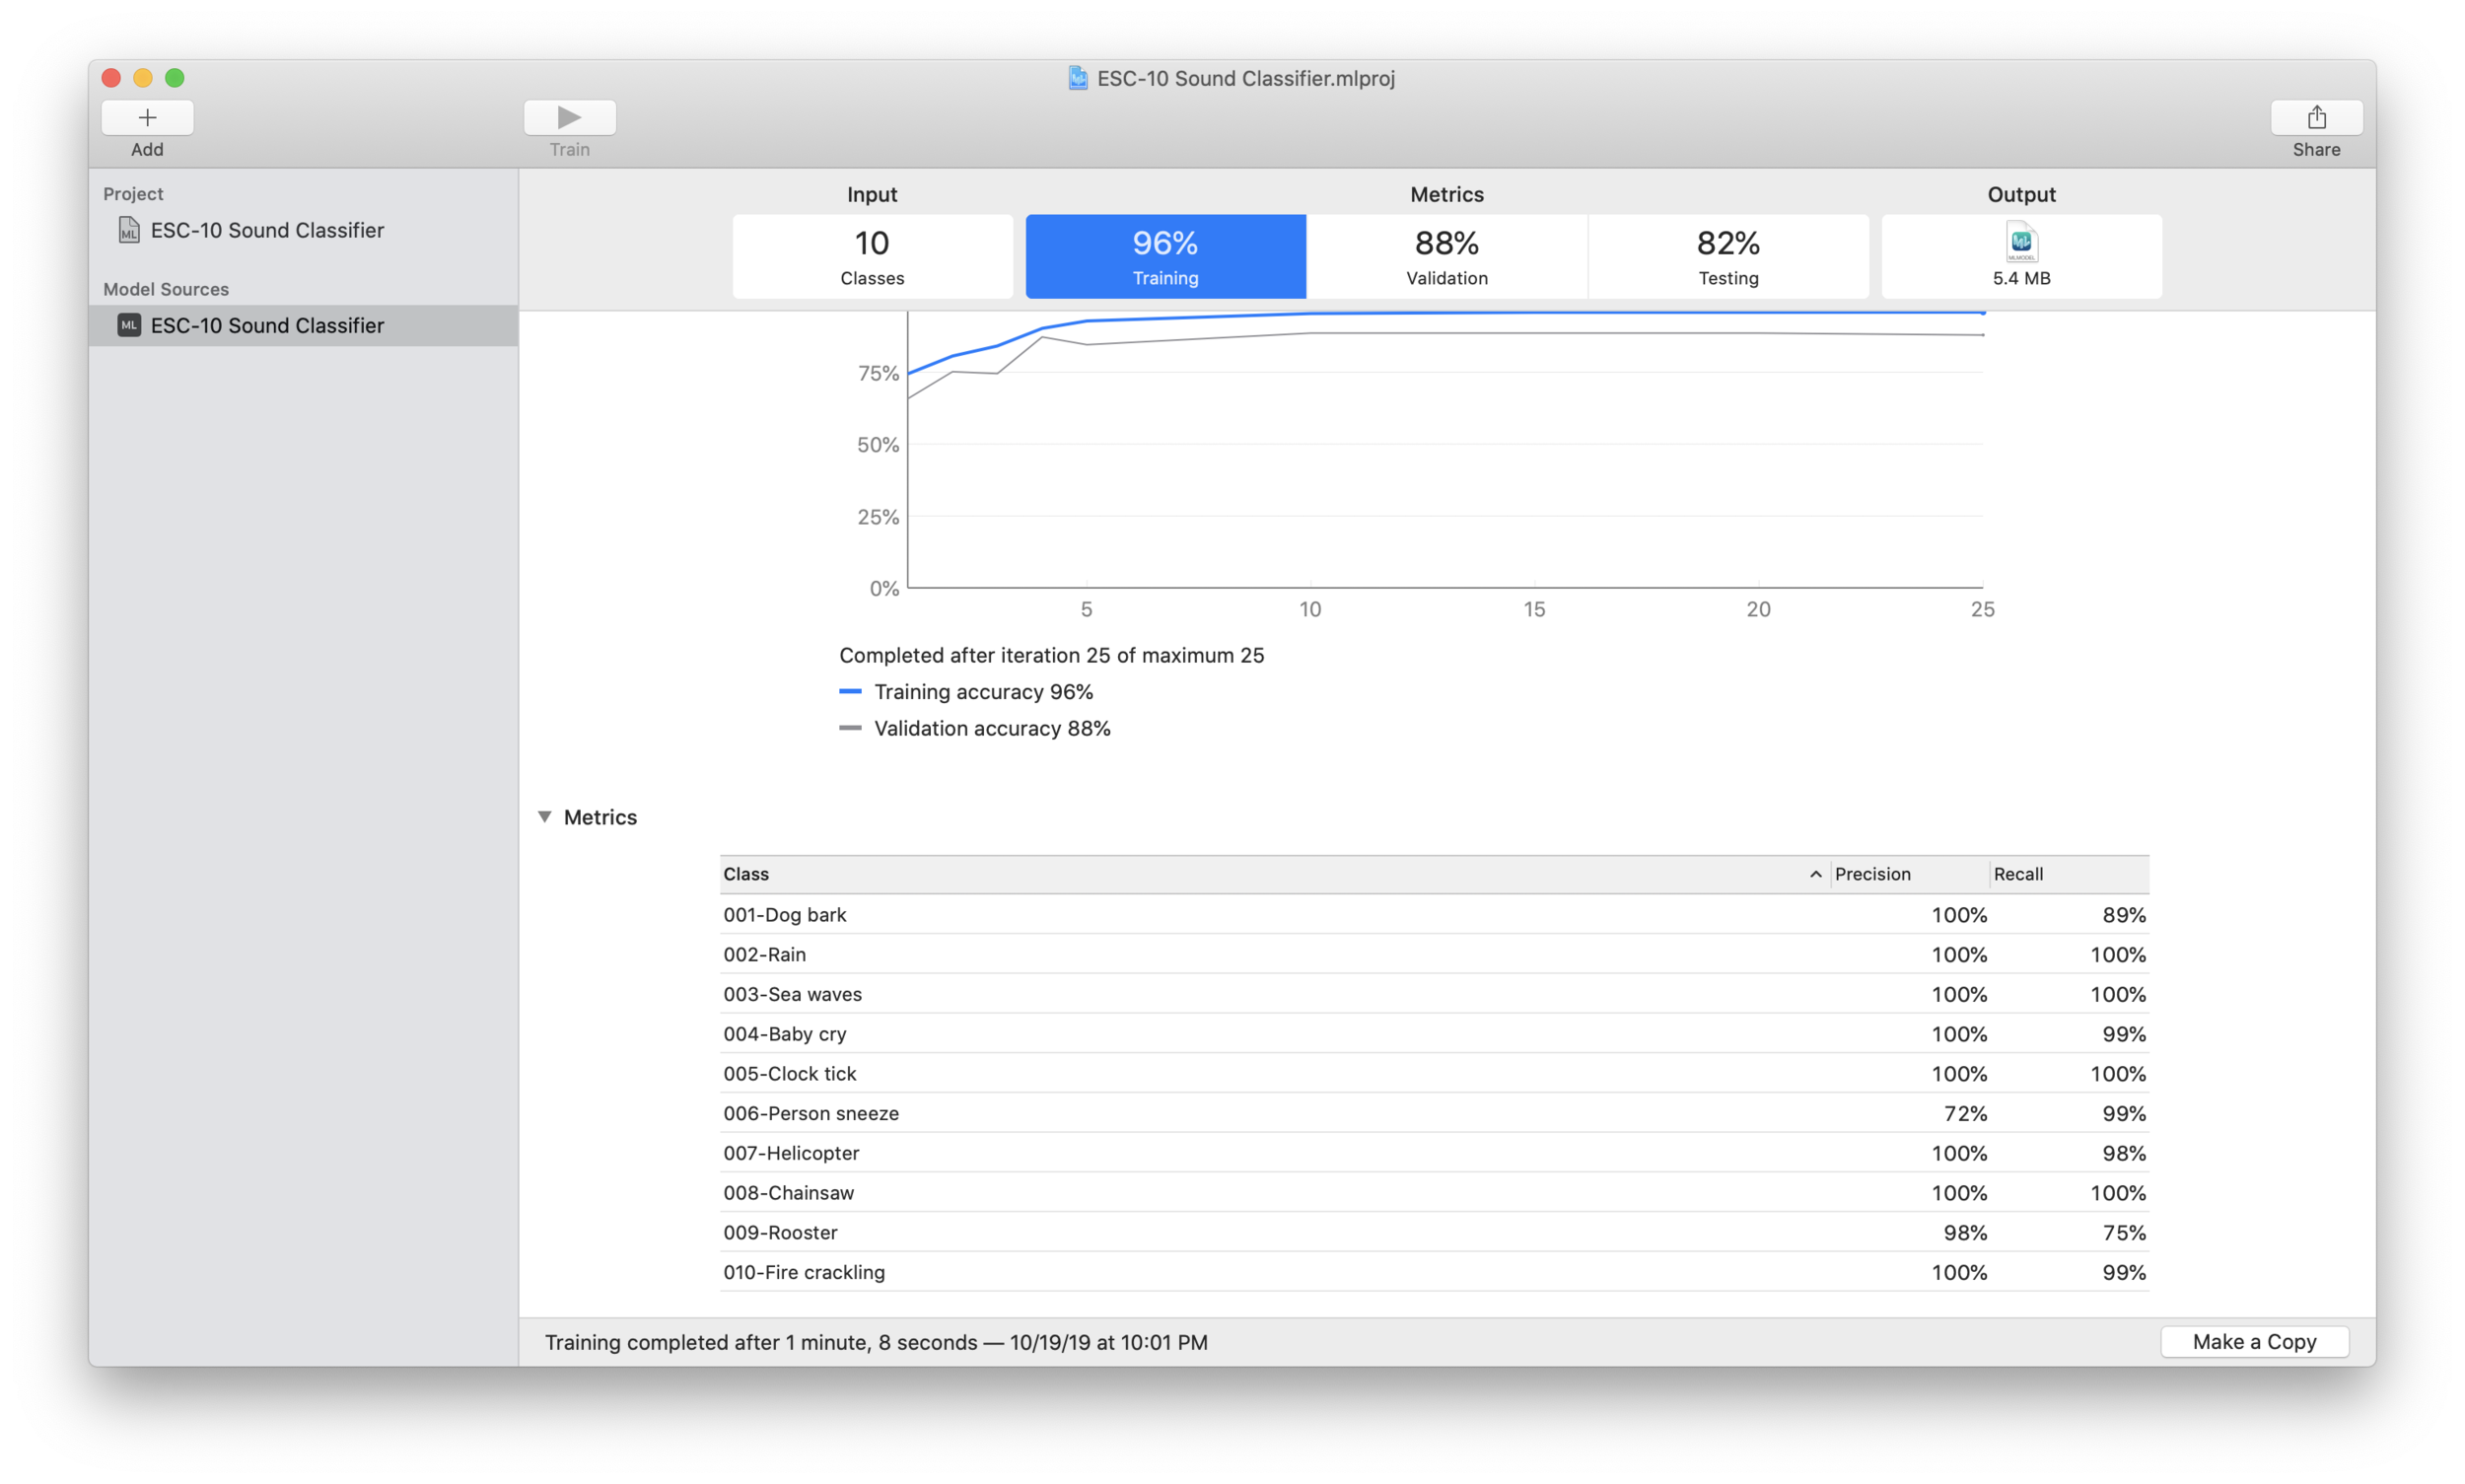 ESC-10 Sound Classifier.mlproj
Add
Train
Share
Project
ML ESC-10 Sound Classifier
Model Sources
ML ESC-10 Sound Classifier
Input Metrics Output
10 96% 88% 82%
MLMODEL
Classes Training Validation Testing 5.4 MB
75%
50%
25%
0%
5 10 15 20 25
Completed after iteration 25 of maximum 25
Training accuracy 96%
Validation accuracy 88%
Metrics
Class Precision Recall
001-Dog bark 100% 89%
002-Rain 100% 100%
003-Sea waves 100% 100%
004-Baby cry 100% 99%
005-Clock tick 100% 100%
006-Person sneeze 72% 99%
007-Helicopter 100% 98%
008-Chainsaw 100% 100%
009-Rooster 98% 75%
010-Fire crackling 100% 99%
Training completed after 1 minute, 8 seconds — 10/19/19 at 10:01 PM
Make a Copy